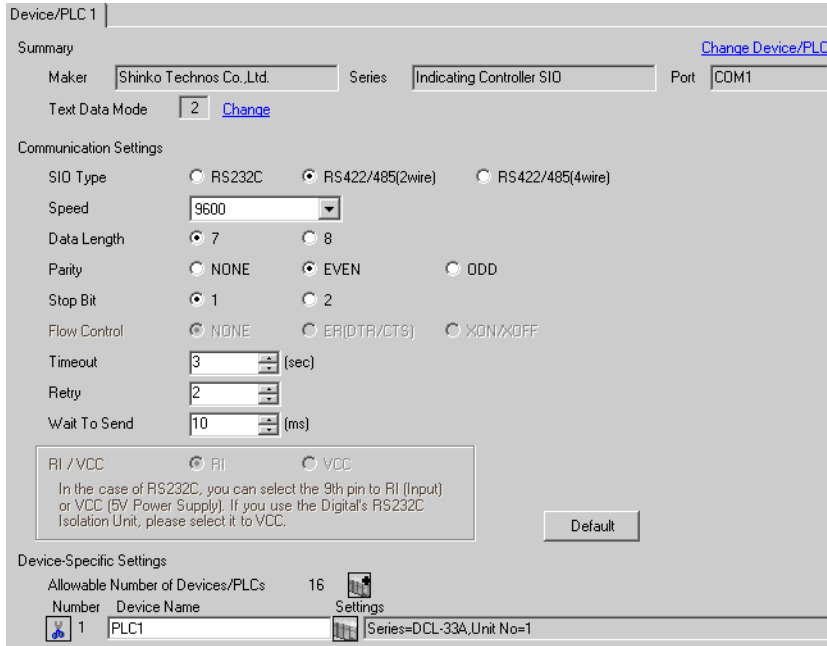 Device/PLC 1
Summary Change Device/PLC
Maker Shinko Technos Co.,Ltd. Series Indicating Controller SIO Port COM1
Text Data Mode 2 Change
Communication Settings
SIO Type RS232C RS422/485(2wire) RS422/485(4wire)
Speed 9600
Data Length 7 8
Parity NONE EVEN ODD
Stop Bit 1 2
Flow Control NONE ER(DTR/CTS) XON/XOFF
Timeout 3 (sec)
Retry 2
Wait To Send 10 (ms)
RI / VCC RI VCC
In the case of RS232C, you can select the 9th pin to RI (Input)
or VCC (5V Power Supply). If you use the Digital's RS232C
Isolation Unit, please select it to VCC.
Default
Device-Specific Settings
Allowable Number of Devices/PLCs 16
Number Device Name Settings
1 PLC1 Series=DCL-33A,Unit No=1